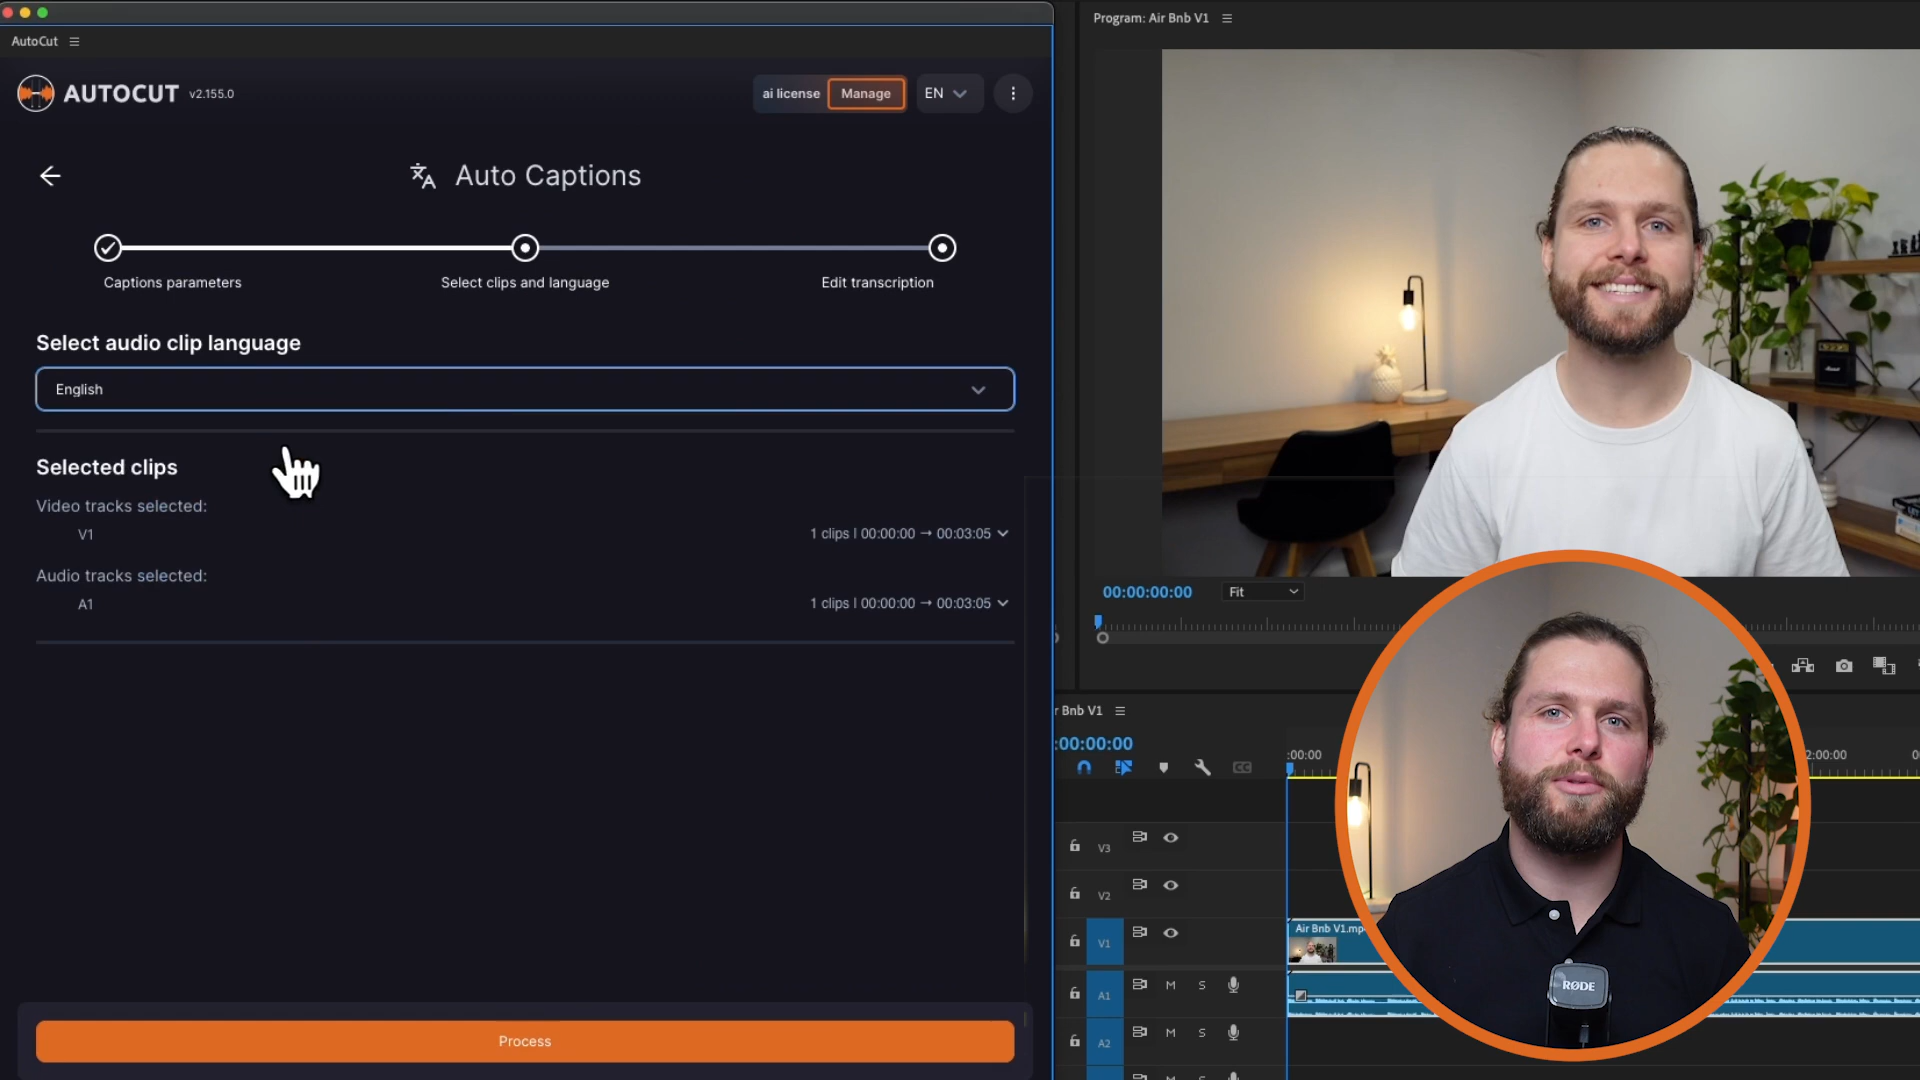 AutoCut
AUTOCUT v2.155.0
ai license Manage EN
Auto Captions
Captions parameters
Select clips and language
Edit transcription
Select audio clip language
English
Selected clips
Video tracks selected:
V1
1 clips | 00:00:00 → 00:03:05
Audio tracks selected:
A1
1 clips | 00:00:00 → 00:03:05
Process
Program: Air Bnb V1
Marshall
00:00:00:00 Fit
r Bnb V1
:00:00:00
:00:00
2:00:00
V3
V2
V1
Air Bnb V1.mp
A1 M S
A2 M S
RØDE